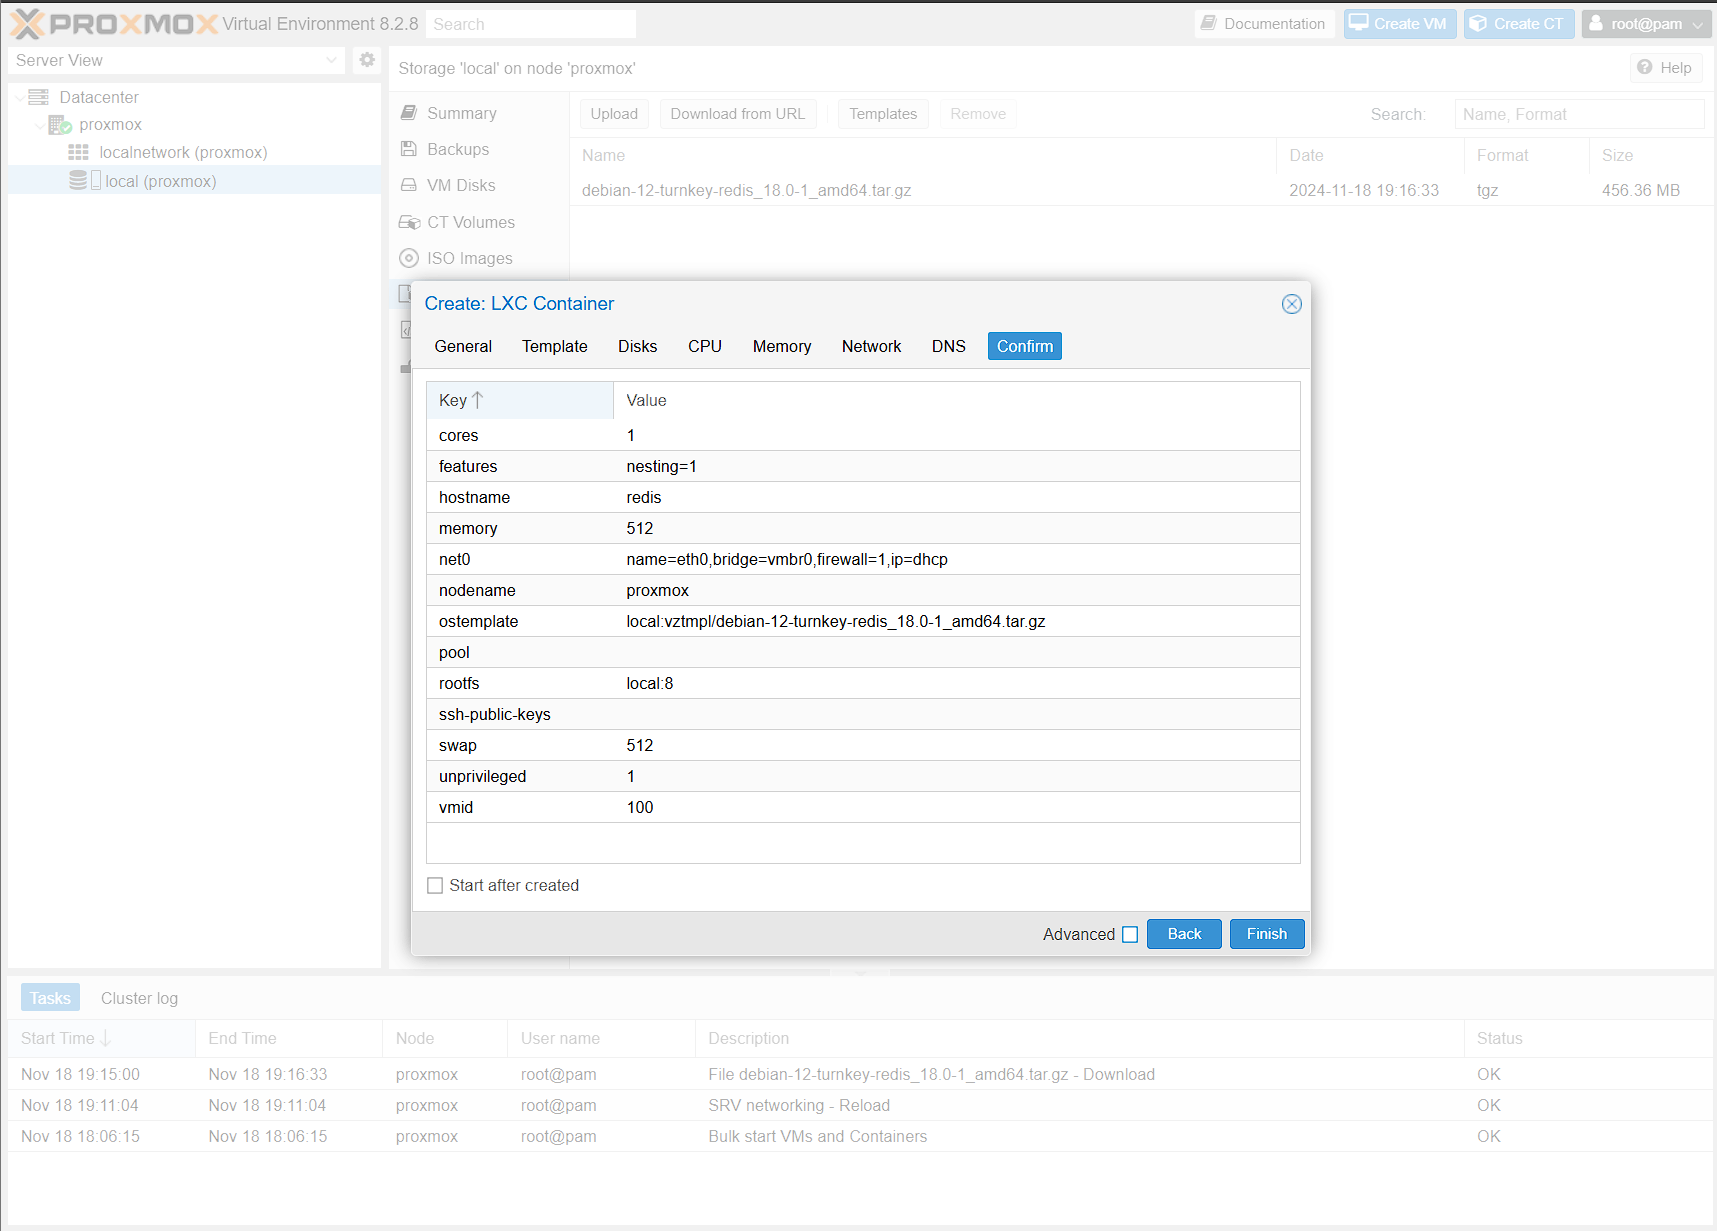 PROXMOX Virtual Environment 8.2.8 Search Documentation Create VM Create CT root@pam
Server View
Storage 'local' on node 'proxmox' Help
Datacenter
proxmox
localnetwork (proxmox)
local (proxmox)
Summary
Backups
VM Disks
CT Volumes
ISO Images
Upload Download from URL Templates Remove Search: Name, Format
Name Date Format Size
debian-12-turnkey-redis_18.0-1_amd64.tar.gz 2024-11-18 19:16:33 tgz 456.36 MB
Create: LXC Container
General Template Disks CPU Memory Network DNS Confirm
Key Value
cores 1
features nesting=1
hostname redis
memory 512
net0 name=eth0,bridge=vmbr0,firewall=1,ip=dhcp
nodename proxmox
ostemplate local:vztmpl/debian-12-turnkey-redis_18.0-1_amd64.tar.gz
pool
rootfs local:8
ssh-public-keys
swap 512
unprivileged 1
vmid 100
Start after created
Advanced Back Finish
Tasks Cluster log
Start Time End Time Node User name Description Status
Nov 18 19:15:00 Nov 18 19:16:33 proxmox root@pam File debian-12-turnkey-redis_18.0-1_amd64.tar.gz - Download OK
Nov 18 19:11:04 Nov 18 19:11:04 proxmox root@pam SRV networking - Reload OK
Nov 18 18:06:15 Nov 18 18:06:15 proxmox root@pam Bulk start VMs and Containers OK